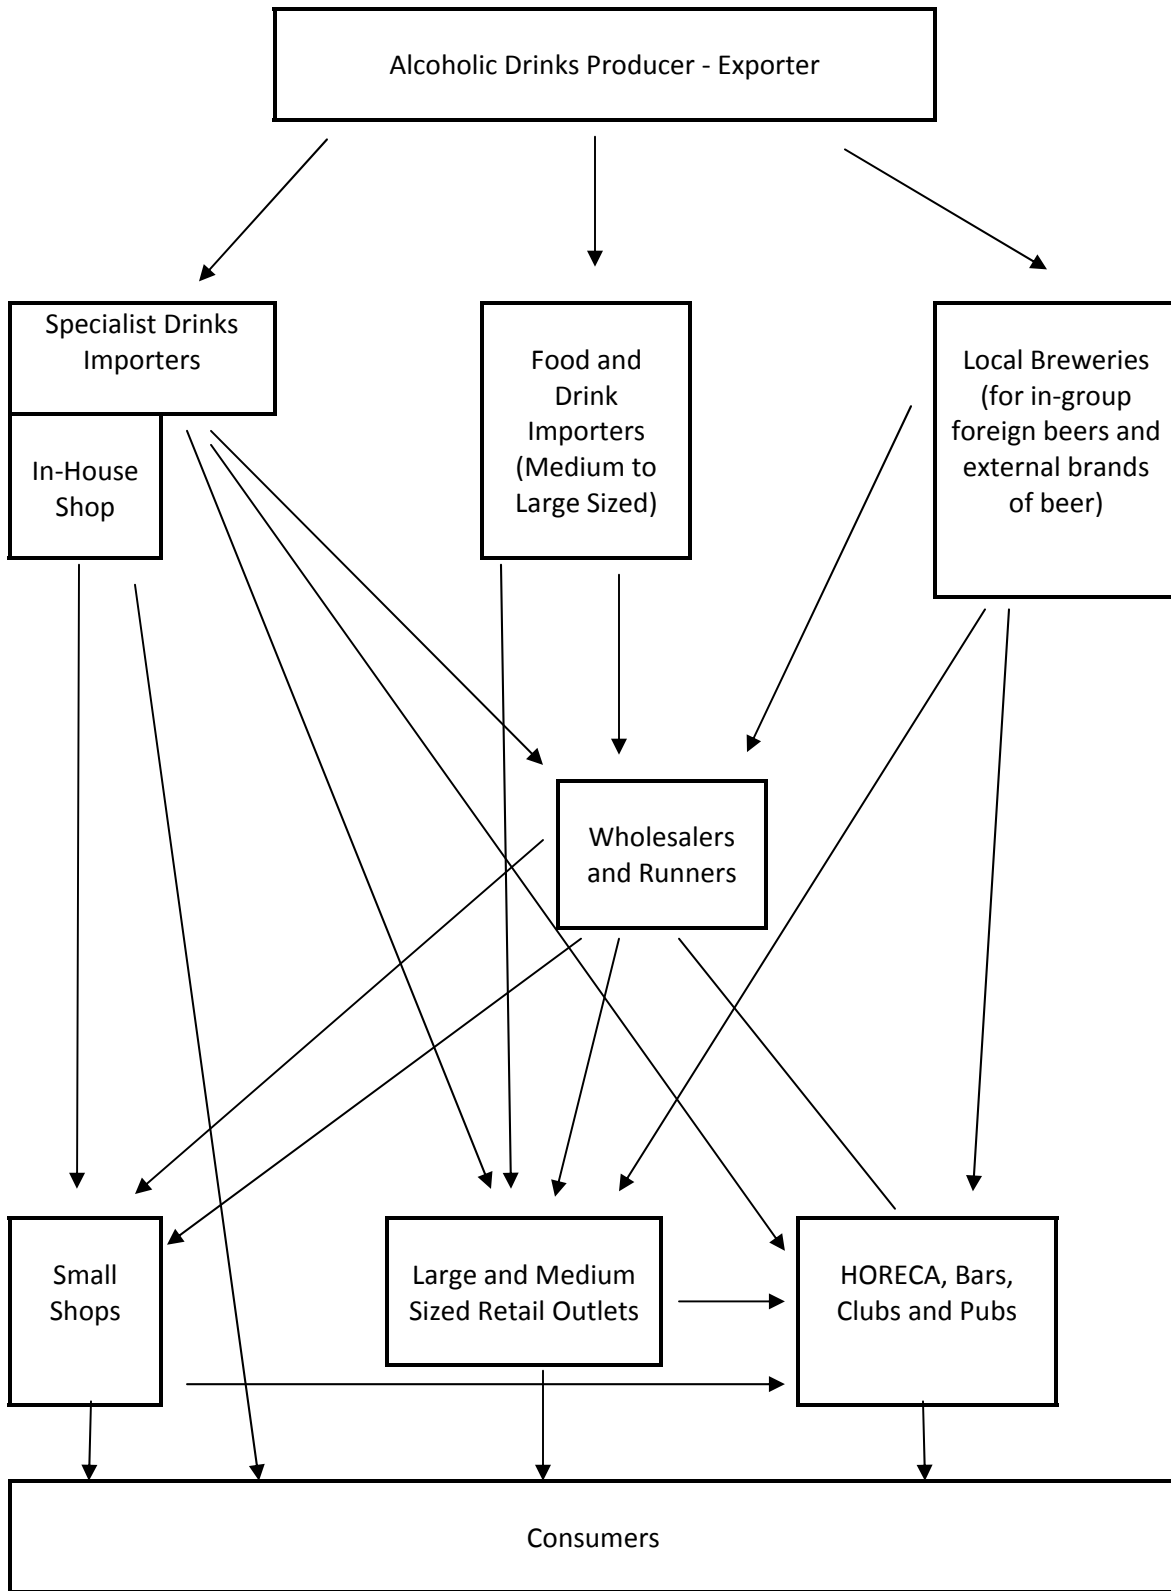 Alcoholic Drinks Producer - Exporter
Specialist Drinks
Importers
In-House
Shop
Food and
Drink
Importers
(Medium to
Large Sized)
Local Breweries
(for in-group
foreign beers and
external brands
of beer)
Wholesalers
and Runners
Small
Shops
Large and Medium
Sized Retail Outlets
HORECA, Bars,
Clubs and Pubs
Consumers